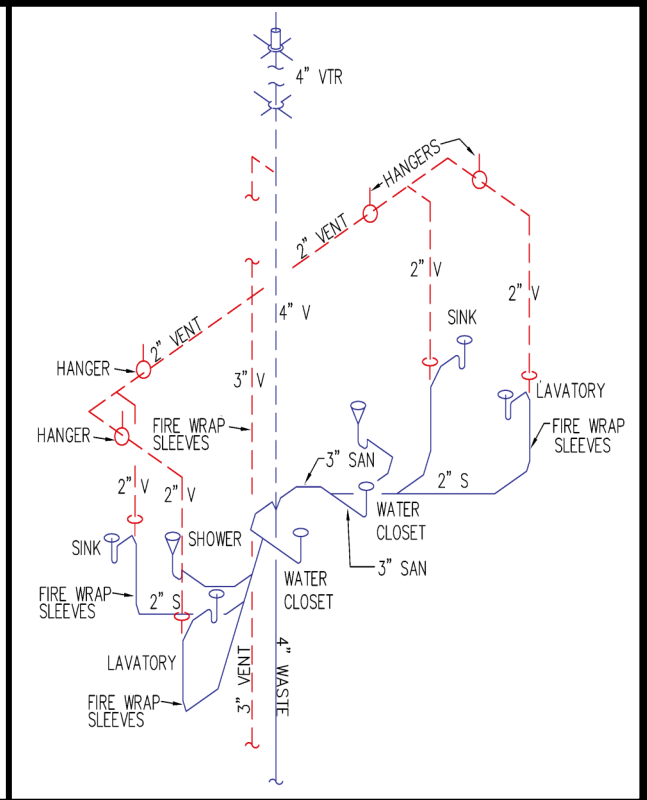 4" VTR
HANGERS
2" VENT
2" V
2" V
4" V
SINK
2" VENT
HANGER
3" V
LAVATORY
FIRE WRAP
SLEEVES
FIRE WRAP
SLEEVES
HANGER
3" SAN
2" S
2" V
2" V
WATER
CLOSET
SHOWER
SINK
3" SAN
WATER
CLOSET
FIRE WRAP
SLEEVES
2" S
LAVATORY
3" VENT
4" WASTE
FIRE WRAP
SLEEVES